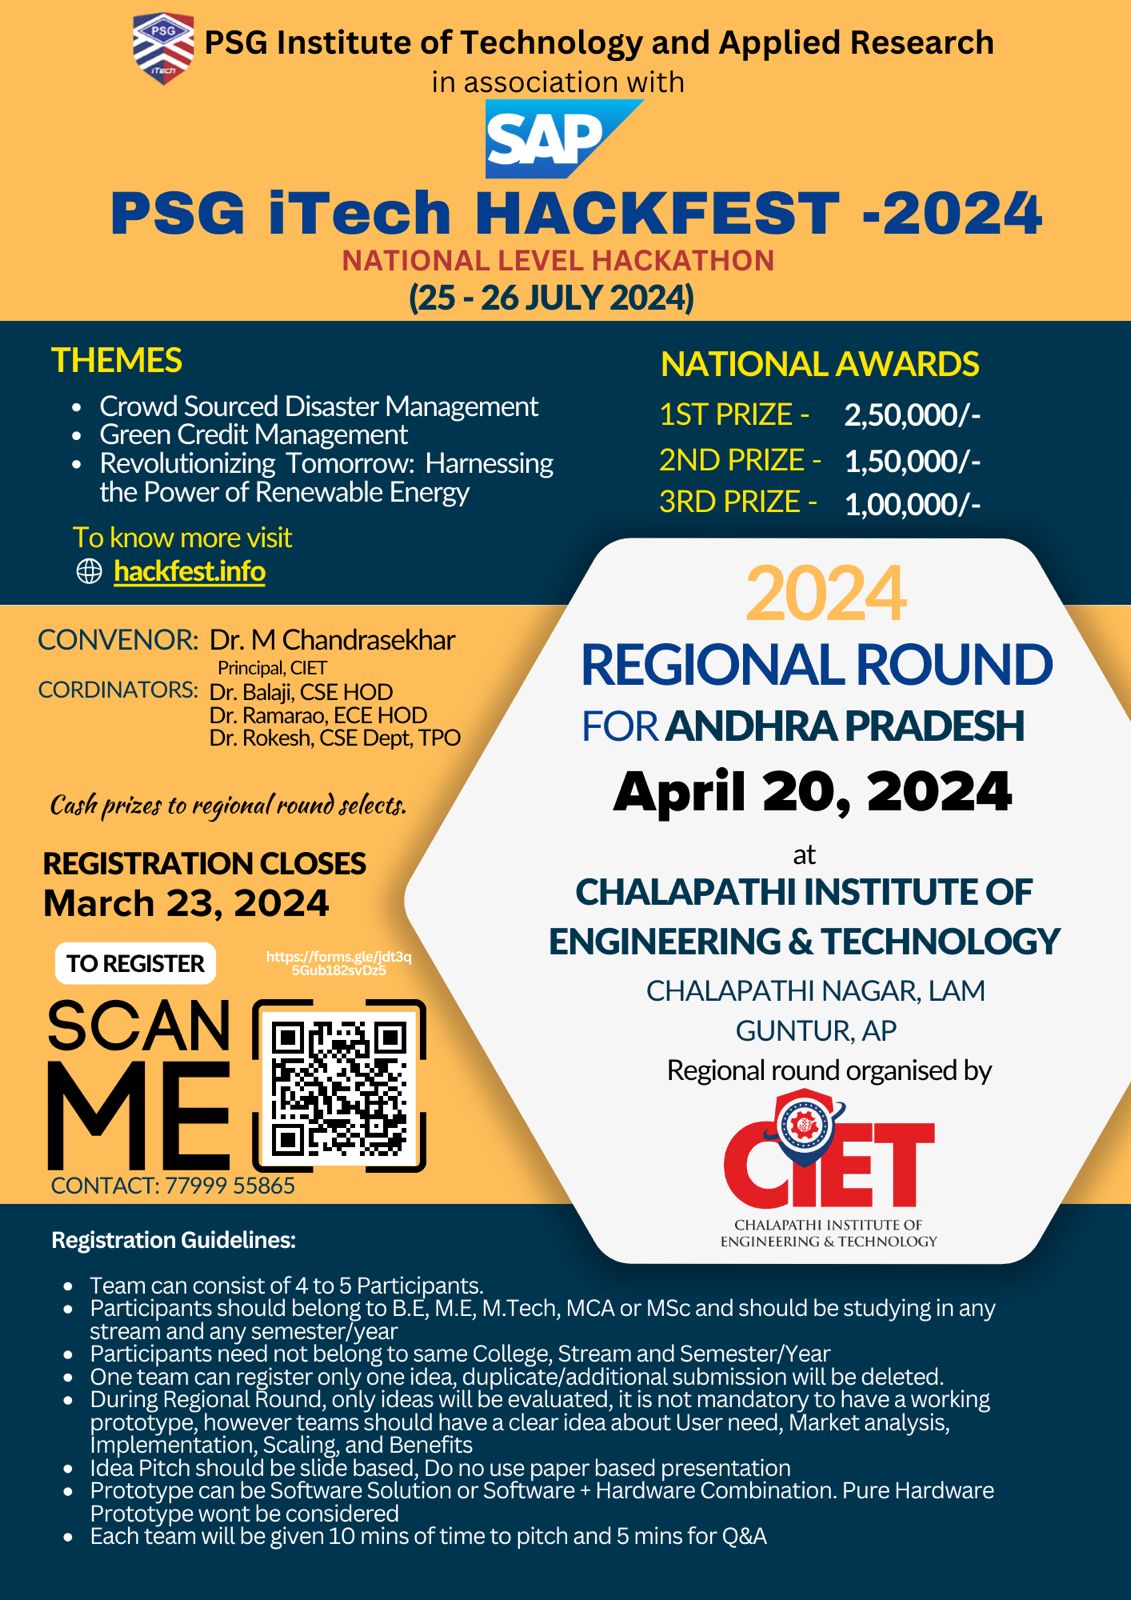 PSG
iTech
PSG Institute of Technology and Applied Research
in association with
SAP
PSG iTech HACKFEST -2024
NATIONAL LEVEL HACKATHON
(25 - 26 JULY 2024)
THEMES
• Crowd Sourced Disaster Management
• Green Credit Management
• Revolutionizing Tomorrow: Harnessing
the Power of Renewable Energy
To know more visit
hackfest.info
NATIONAL AWARDS
1ST PRIZE - 2,50,000/-
2ND PRIZE - 1,50,000/-
3RD PRIZE - 1,00,000/-
CONVENOR: Dr. M Chandrasekhar
Principal, CIET
CORDINATORS: Dr. Balaji, CSE HOD
Dr. Ramarao, ECE HOD
Dr. Rokesh, CSE Dept, TPO
Cash prizes to regional round selects.
REGISTRATION CLOSES
March 23, 2024
TO REGISTER
https://forms.gle/jdt3q
5Gub182svDz5
SCAN
ME
CONTACT: 77999 55865
2024
REGIONAL ROUND
FOR ANDHRA PRADESH
April 20, 2024
at
CHALAPATHI INSTITUTE OF
ENGINEERING & TECHNOLOGY
CHALAPATHI NAGAR, LAM
GUNTUR, AP
Regional round organised by
CIET
CHALAPATHI INSTITUTE OF
ENGINEERING & TECHNOLOGY
Registration Guidelines:
• Team can consist of 4 to 5 Participants.
• Participants should belong to B.E, M.E, M.Tech, MCA or MSc and should be studying in any
stream and any semester/year
• Participants need not belong to same College, Stream and Semester/Year
• One team can register only one idea, duplicate/additional submission will be deleted.
• During Regional Round, only ideas will be evaluated, it is not mandatory to have a working
prototype, however teams should have a clear idea about User need, Market analysis,
Implementation, Scaling, and Benefits
• Idea Pitch should be slide based, Do no use paper based presentation
• Prototype can be Software Solution or Software + Hardware Combination. Pure Hardware
Prototype wont be considered
• Each team will be given 10 mins of time to pitch and 5 mins for Q&A